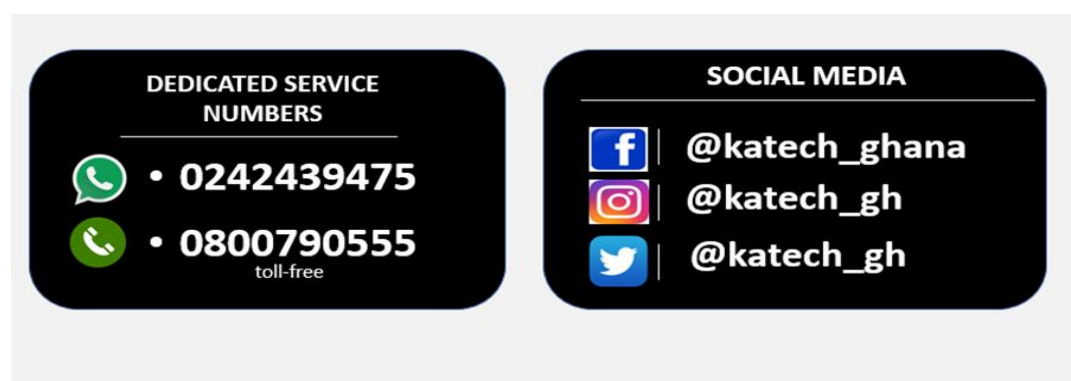 DEDICATED SERVICE
NUMBERS
• 0242439475
• 0800790555
toll-free
SOCIAL MEDIA
@katech_ghana
@katech_gh
@katech_gh